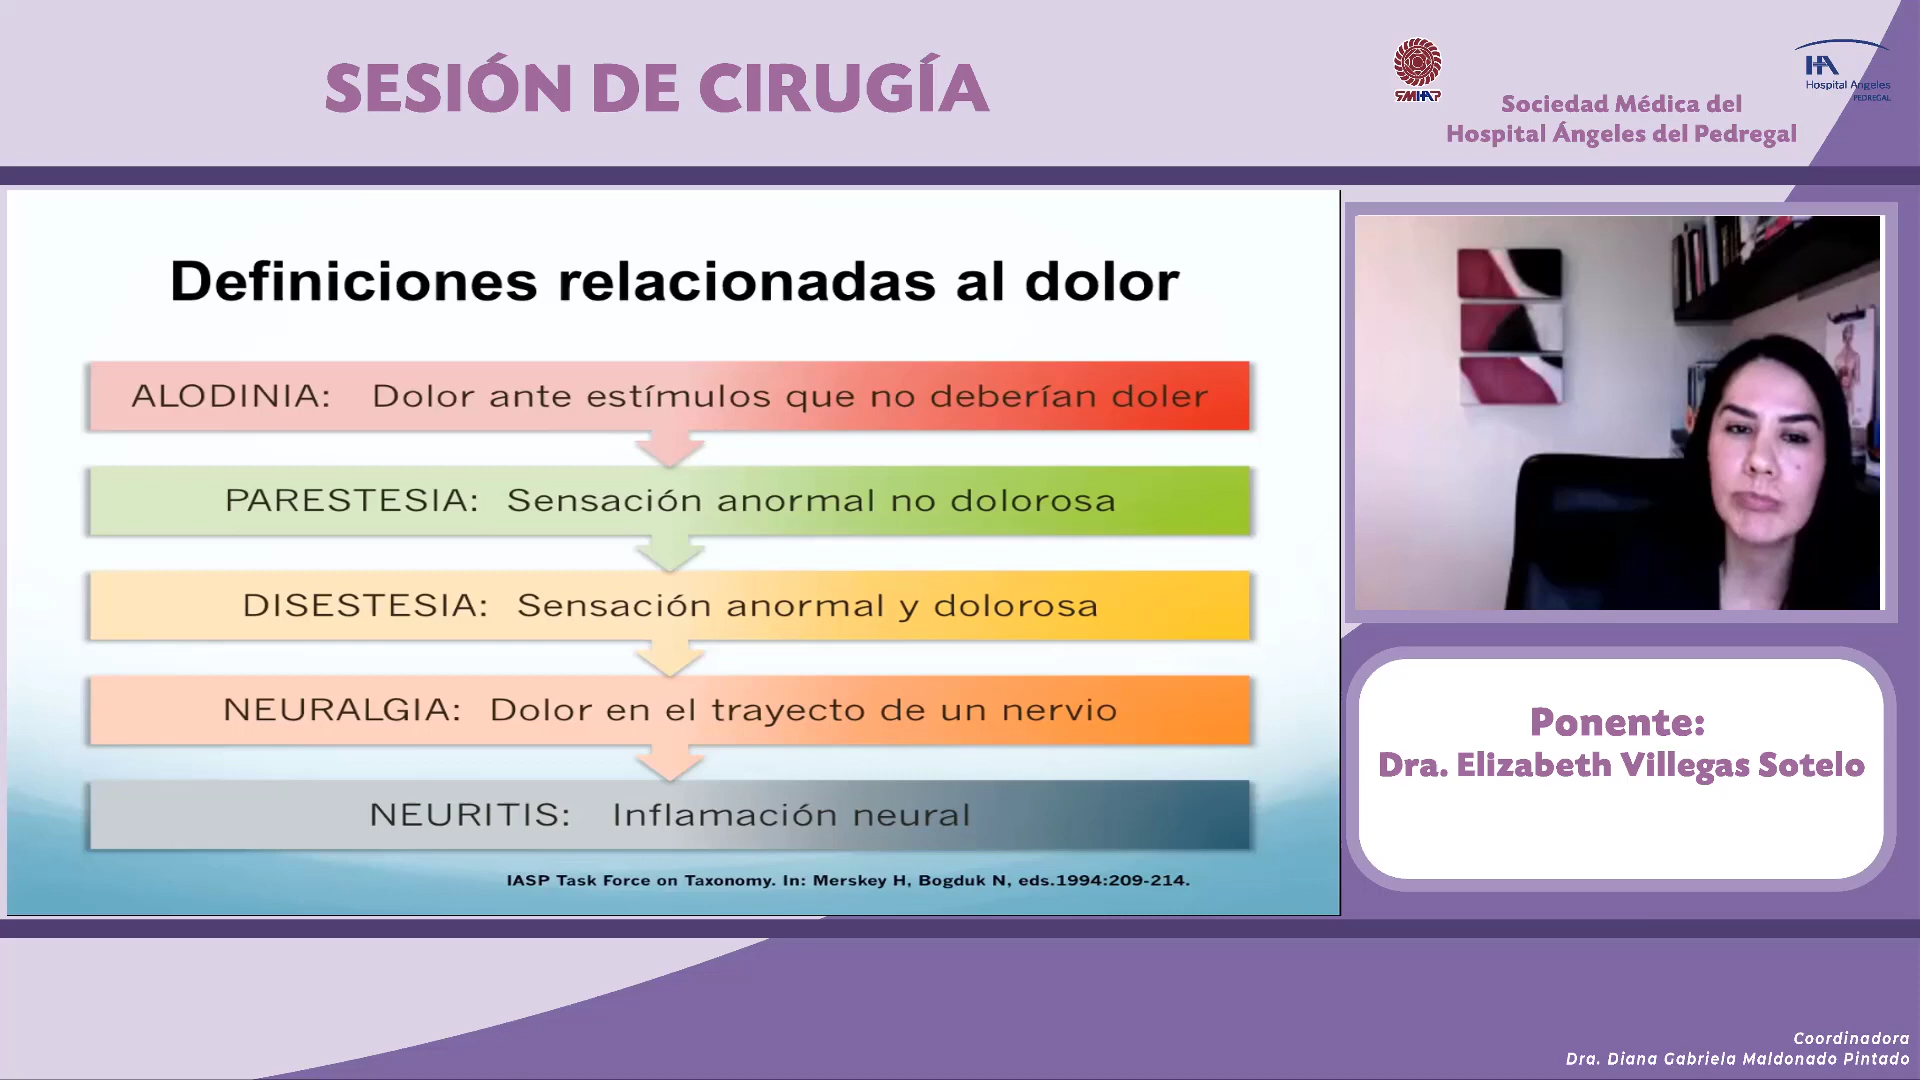 SESIÓN DE CIRUGÍA
SMHAP
Sociedad Médica del
Hospital Ángeles del Pedregal
HA
Hospital Angeles
PEDREGAL
Definiciones relacionadas al dolor
ALODINIA: Dolor ante estímulos que no deberían doler
PARESTESIA: Sensación anormal no dolorosa
DISESTESIA: Sensación anormal y dolorosa
NEURALGIA: Dolor en el trayecto de un nervio
NEURITIS: Inflamación neural
IASP Task Force on Taxonomy. In: Merskey H, Bogduk N, eds.1994:209-214.
Ponente:
Dra. Elizabeth Villegas Sotelo
Coordinadora
Dra. Diana Gabriela Maldonado Pintado